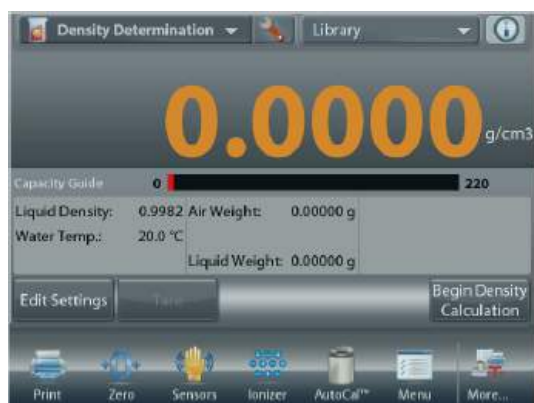 Density Determination Library
0.0000 g/cm3
Capacity Guide 0 220
Liquid Density: 0.9982 Air Weight: 0.00000 g
Water Temp.: 20.0 °C
Liquid Weight: 0.00000 g
Edit Settings Tare Begin Density
Calculation
Print Zero Sensors Ionizer AutoCal™ Menu More...